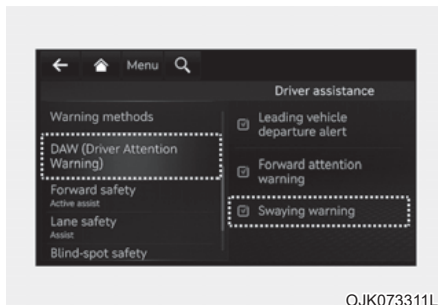 Menu
Driver assistance
Warning methods
DAW (Driver Attention
Warning)
Forward safety
Active assist
Lane safety
Assist
Blind-spot safety
Leading vehicle
departure alert
Forward attention
warning
Swaying warning
OJK073311L